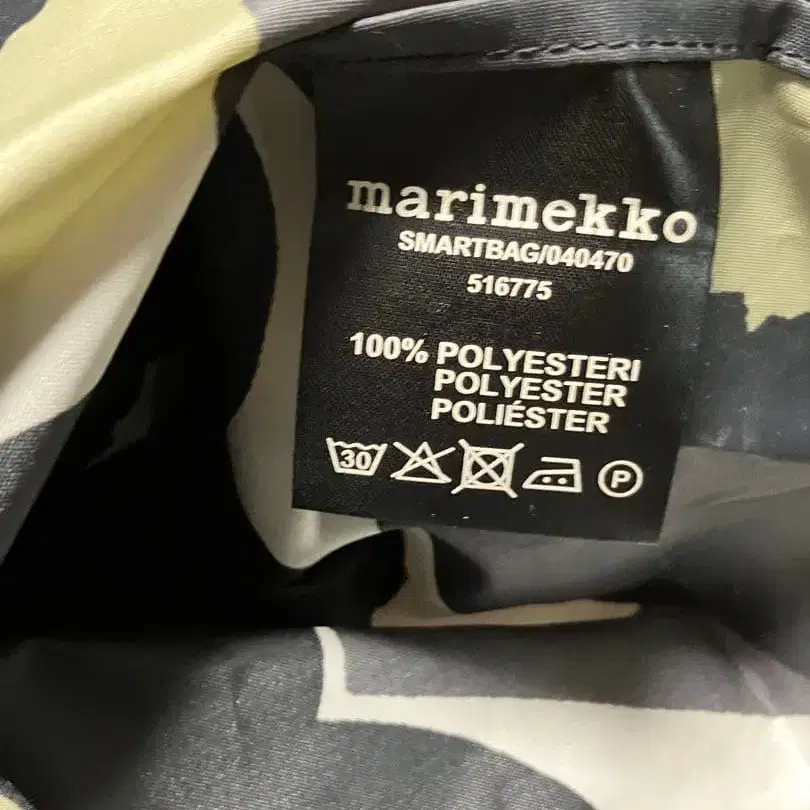 marimekko
SMARTBAG/040470
516775
100% POLYESTERI
POLYESTER
POLIÉSTER
30 P